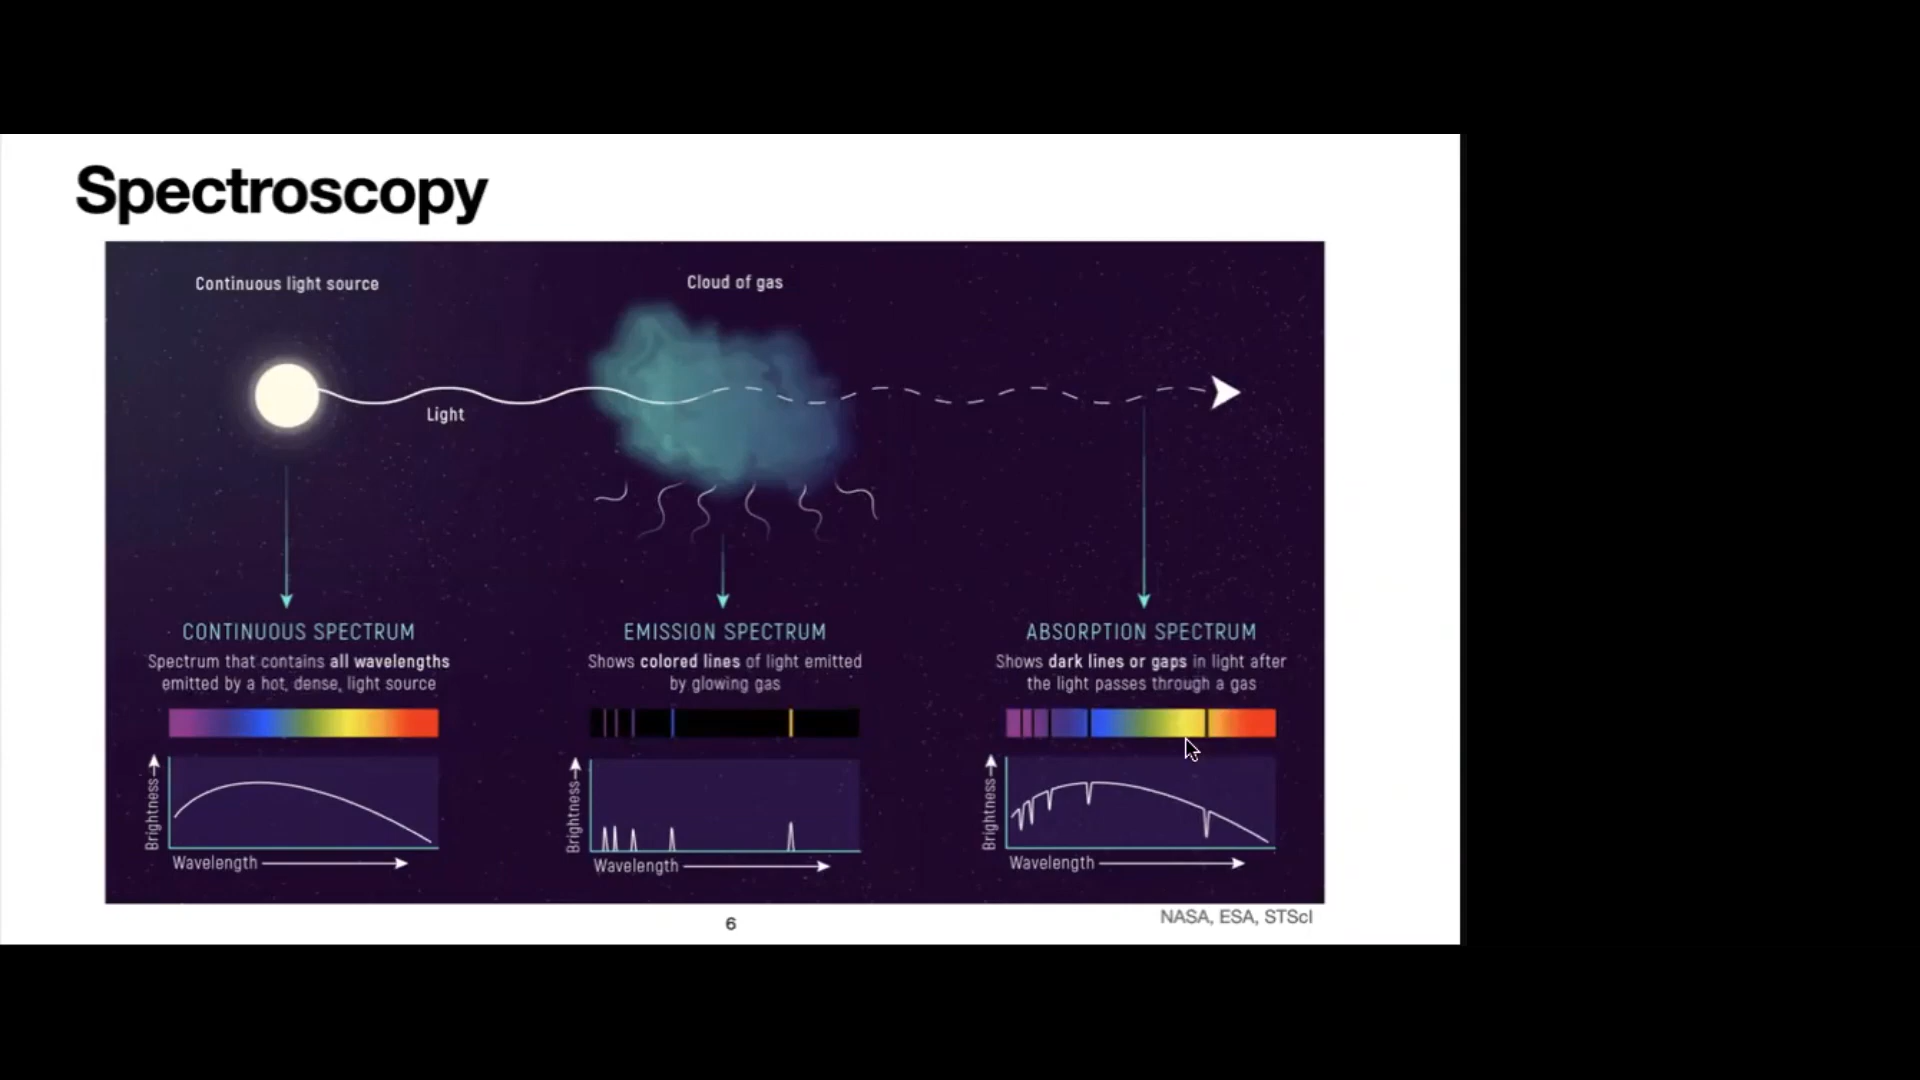 Spectroscopy
Continuous light source
Cloud of gas
Light
CONTINUOUS SPECTRUM
Spectrum that contains all wavelengths
emitted by a hot, dense, light source
Brightness
Wavelength
EMISSION SPECTRUM
Shows colored lines of light emitted
by glowing gas
Brightness
Wavelength
ABSORPTION SPECTRUM
Shows dark lines or gaps in light after
the light passes through a gas
Brightness
Wavelength
6
NASA, ESA, STScI